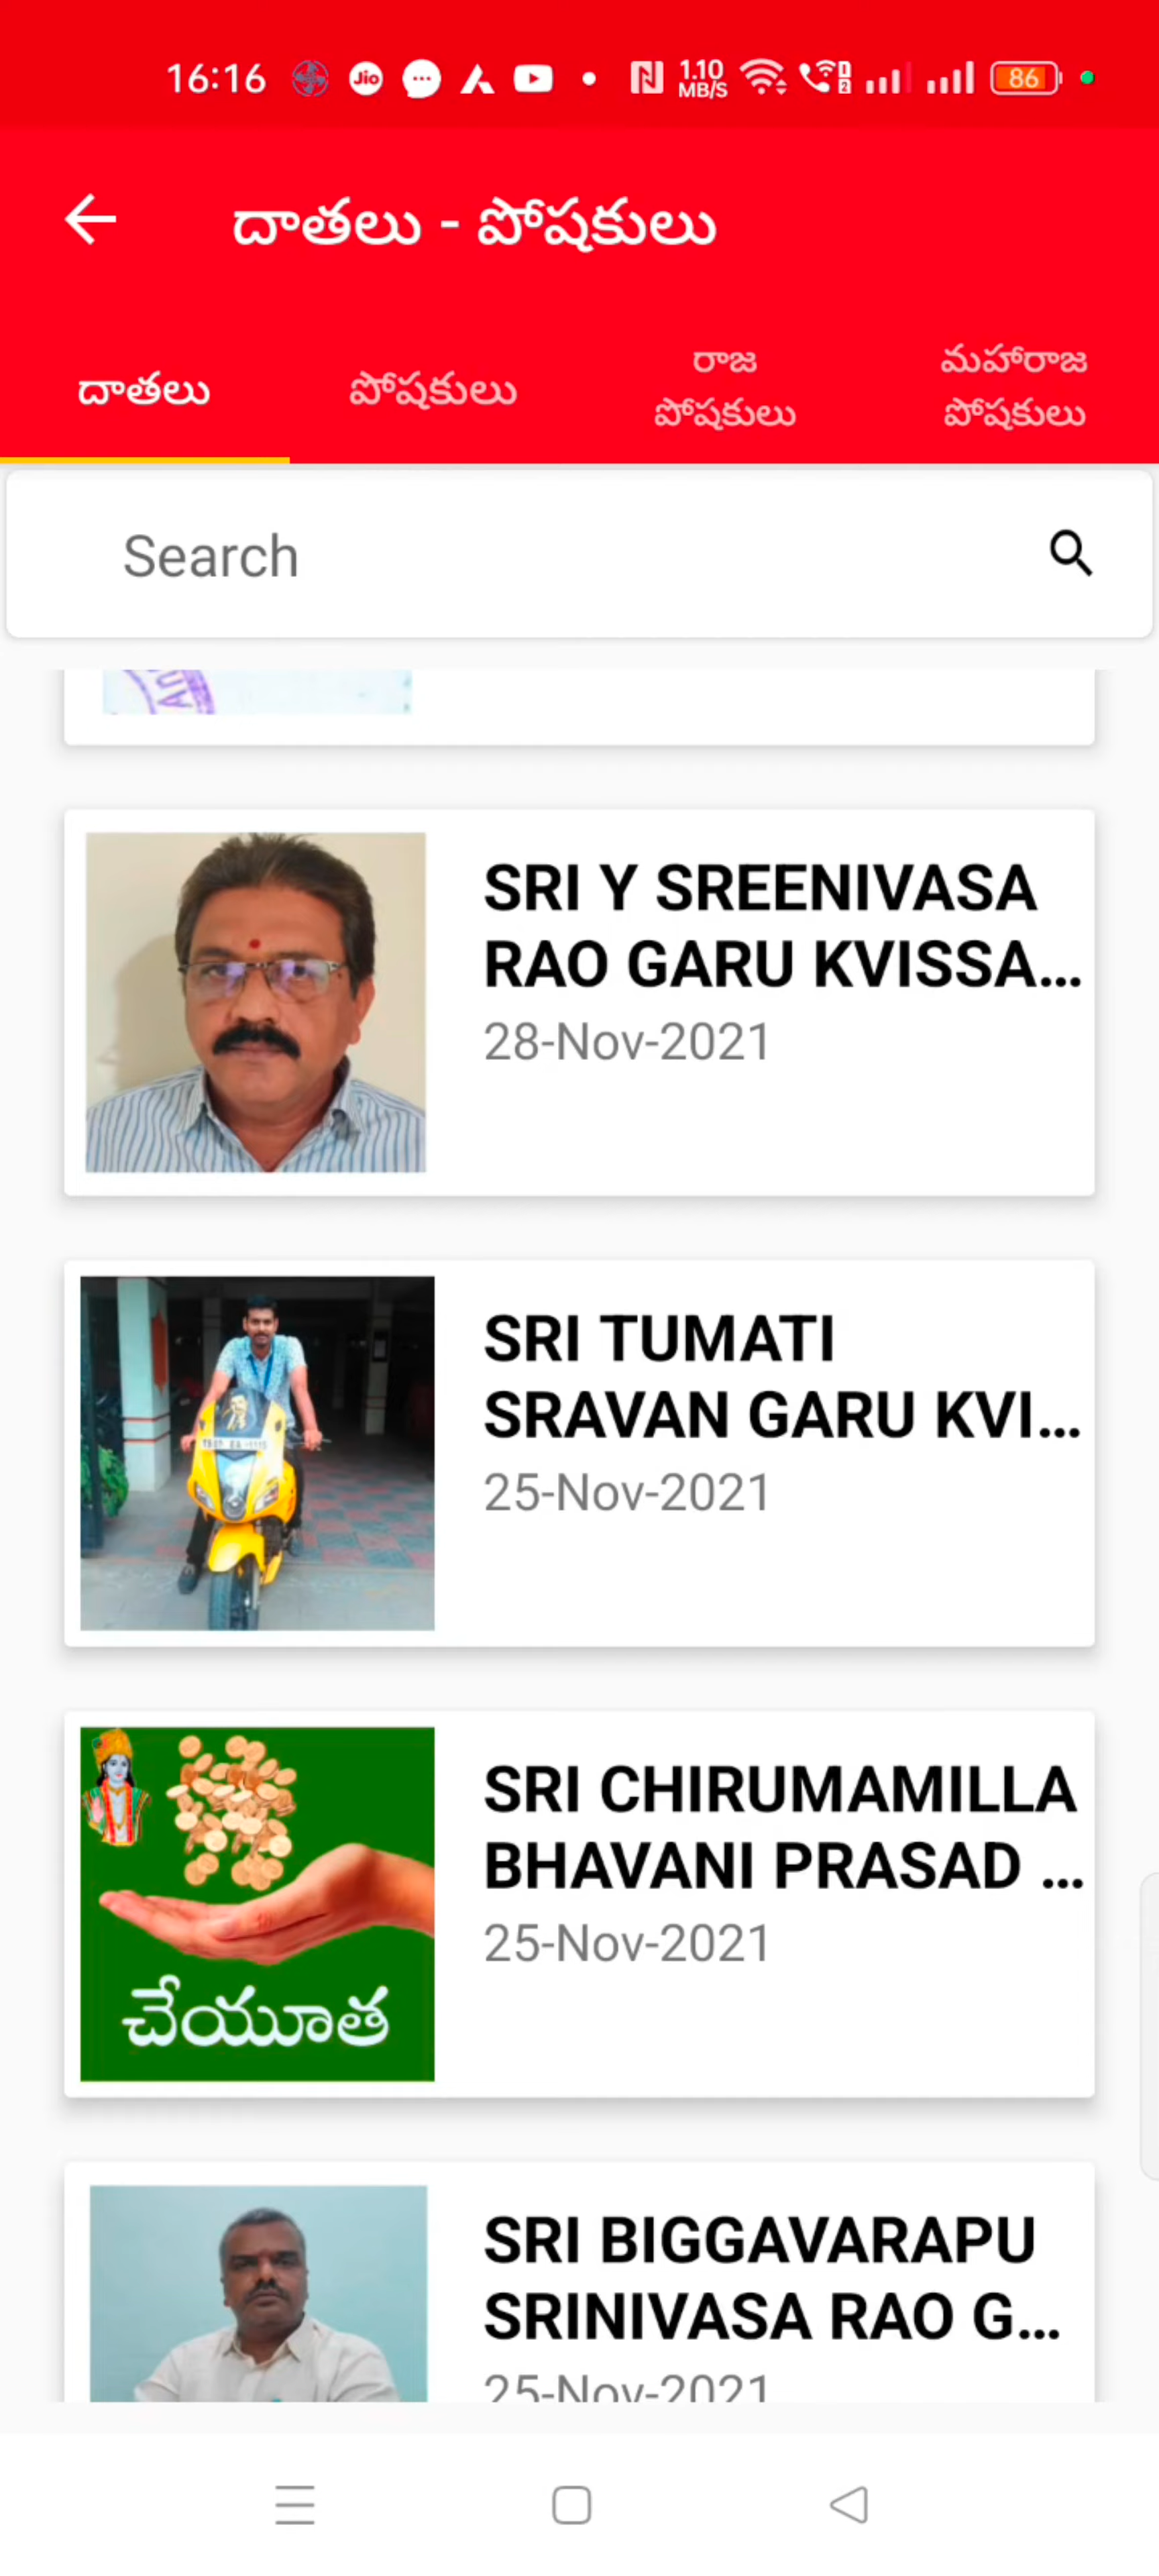 16:16 Jio 1.10 MB/S 86
దాతలు - పోషకులు
దాతలు
పోషకులు
రాజ
పోషకులు
మహారాజ
పోషకులు
Search
SRI Y SREENIVASA
RAO GARU KVISSA...
28-Nov-2021
SRI TUMATI
SRAVAN GARU KVI...
25-Nov-2021
SRI CHIRUMAMILLA
BHAVANI PRASAD ...
25-Nov-2021
చేయూత
SRI BIGGAVARAPU
SRINIVASA RAO G...
25-Nov-2021